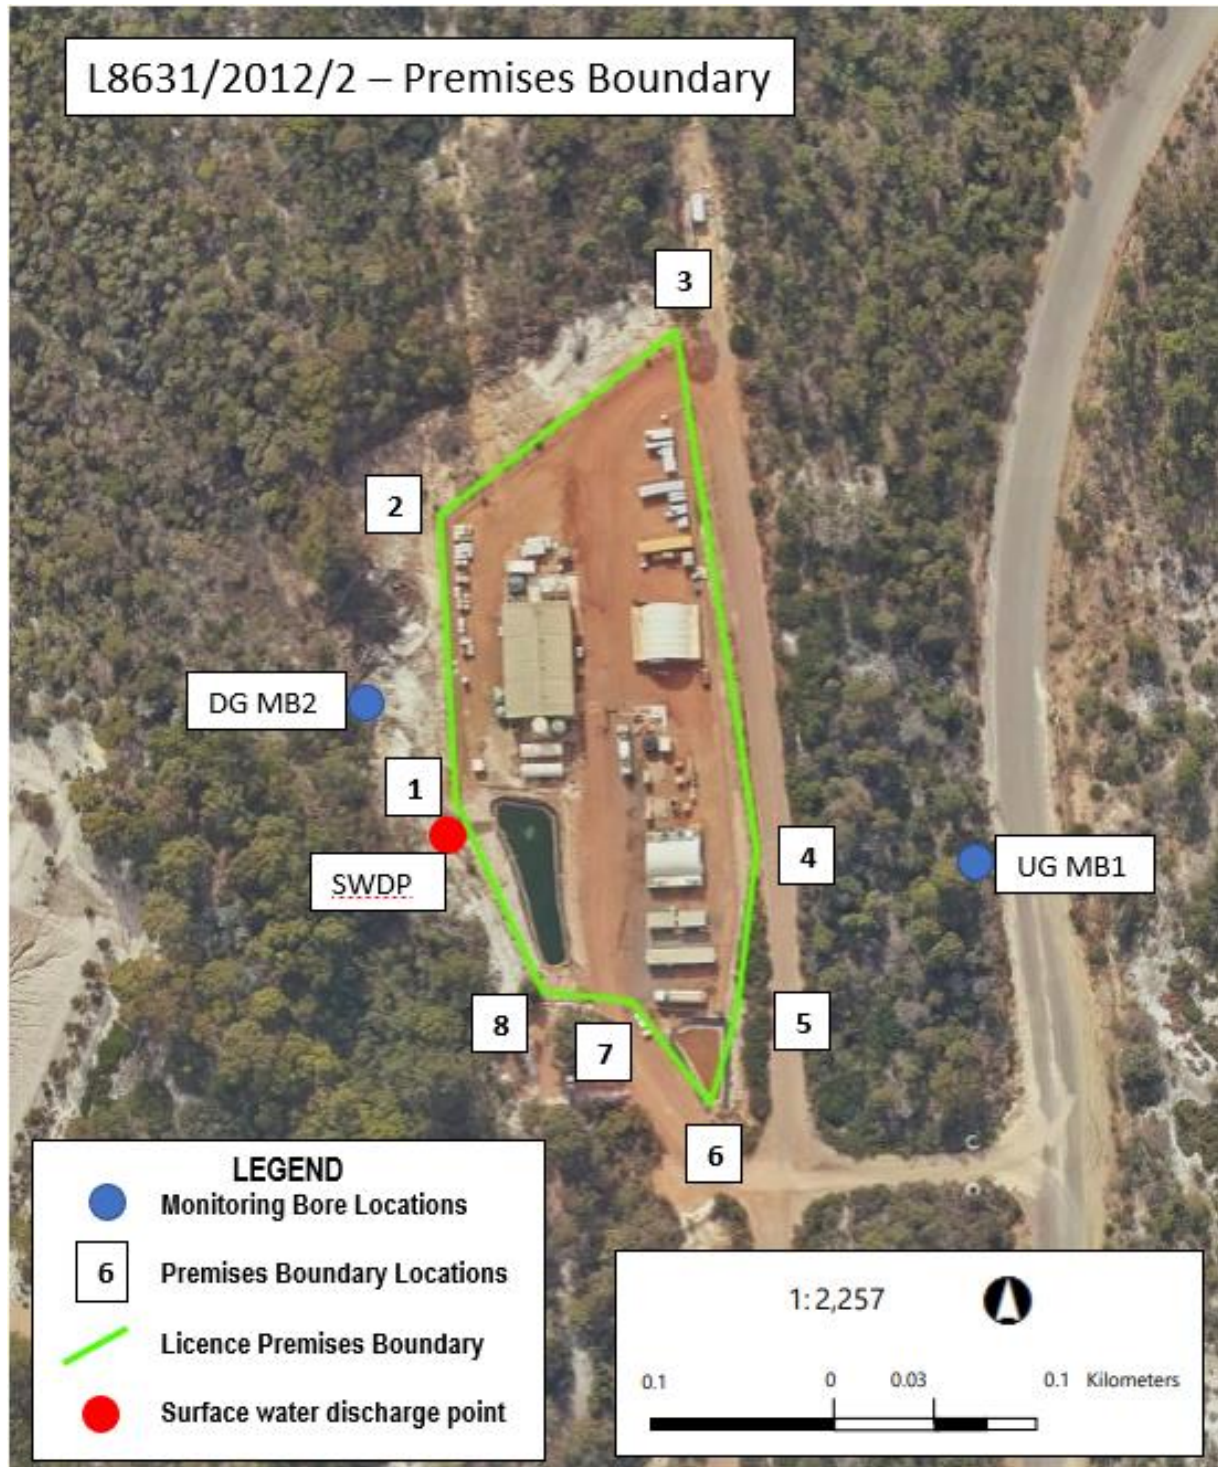 L8631/2012/2 – Premises Boundary
3
2
DG MB2
1
SWDP
4
UG MB1
8
7
5
6
LEGEND
Monitoring Bore Locations
6 Premises Boundary Locations
Licence Premises Boundary
Surface water discharge point
1: 2,257
0.1 0 0.03 0.1 Kilometers